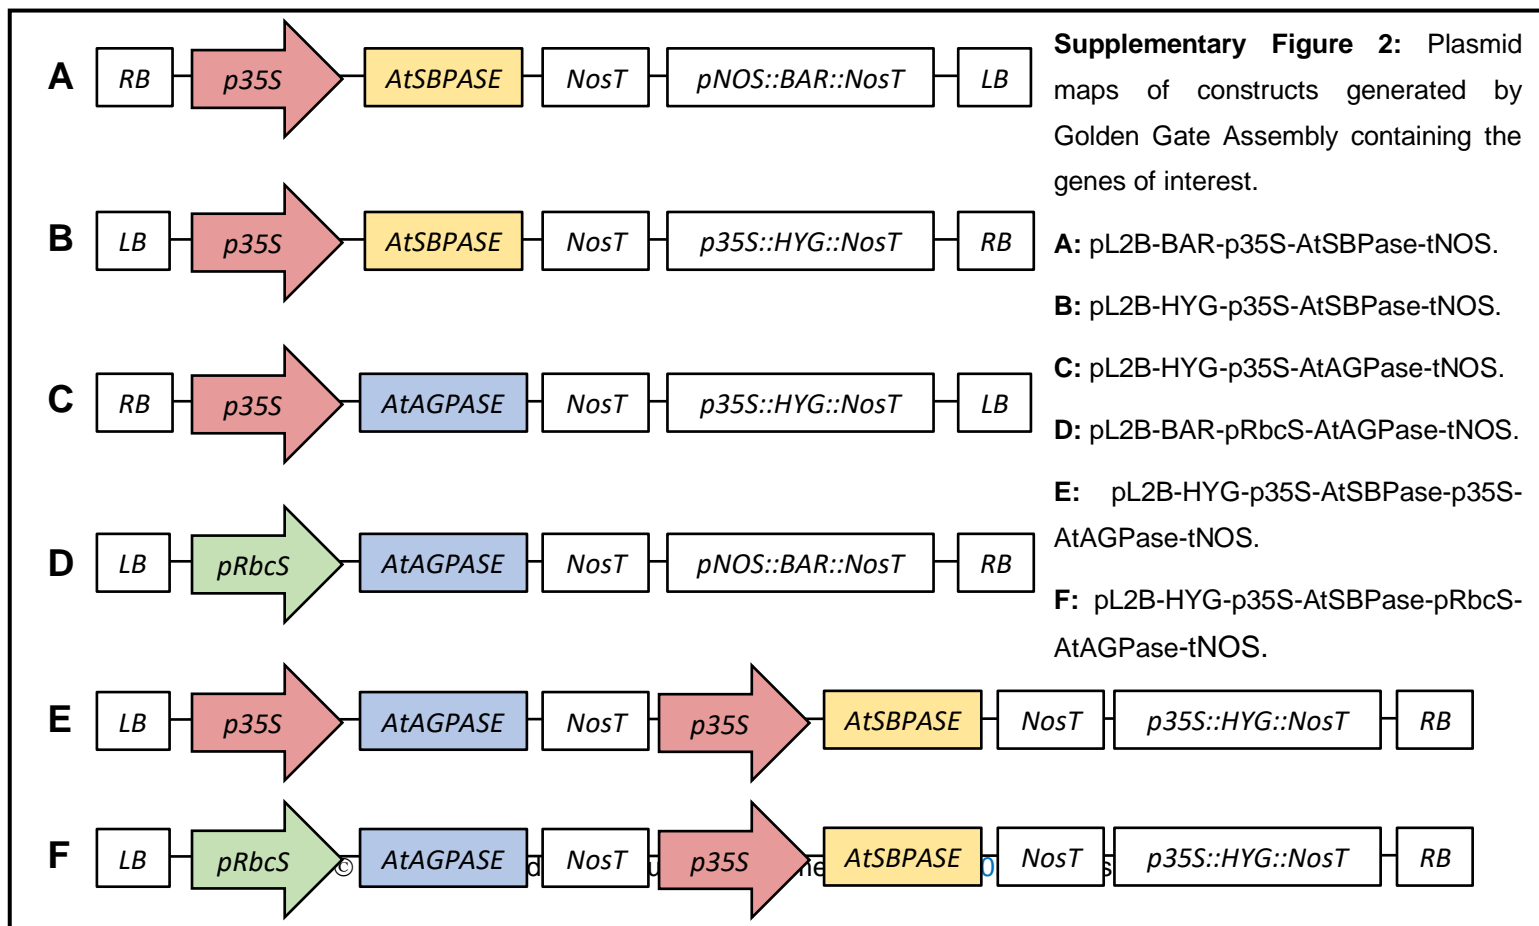 A RB p35S AtSBPASE NosT pNOS::BAR::NosT LB
B LB p35S AtSBPASE NosT p35S::HYG::NosT RB
C RB p35S AtAGPASE NosT p35S::HYG::NosT LB
D LB pRbcS AtAGPASE NosT pNOS::BAR::NosT RB
E LB p35S AtAGPASE NosT p35S AtSBPASE NosT p35S::HYG::NosT RB
F LB pRbcS AtAGPASE NosT p35S AtSBPASE NosT p35S::HYG::NosT RB
Supplementary Figure 2: Plasmid
maps of constructs generated by
Golden Gate Assembly containing the
genes of interest.
A: pL2B-BAR-p35S-AtSBPase-tNOS.
B: pL2B-HYG-p35S-AtSBPase-tNOS.
C: pL2B-HYG-p35S-AtAGPase-tNOS.
D: pL2B-BAR-pRbcS-AtAGPase-tNOS.
E: pL2B-HYG-p35S-AtSBPase-p35S-
AtAGPase-tNOS.
F: pL2B-HYG-p35S-AtSBPase-pRbcS-
AtAGPase-tNOS.